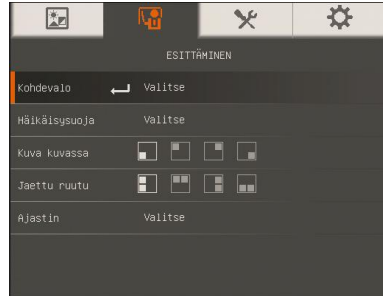 ESITTÄMINEN
Kohdevalo Valitse
Häikäisysuoja Valitse
Kuva kuvassa
Jaettu ruutu
Ajastin Valitse